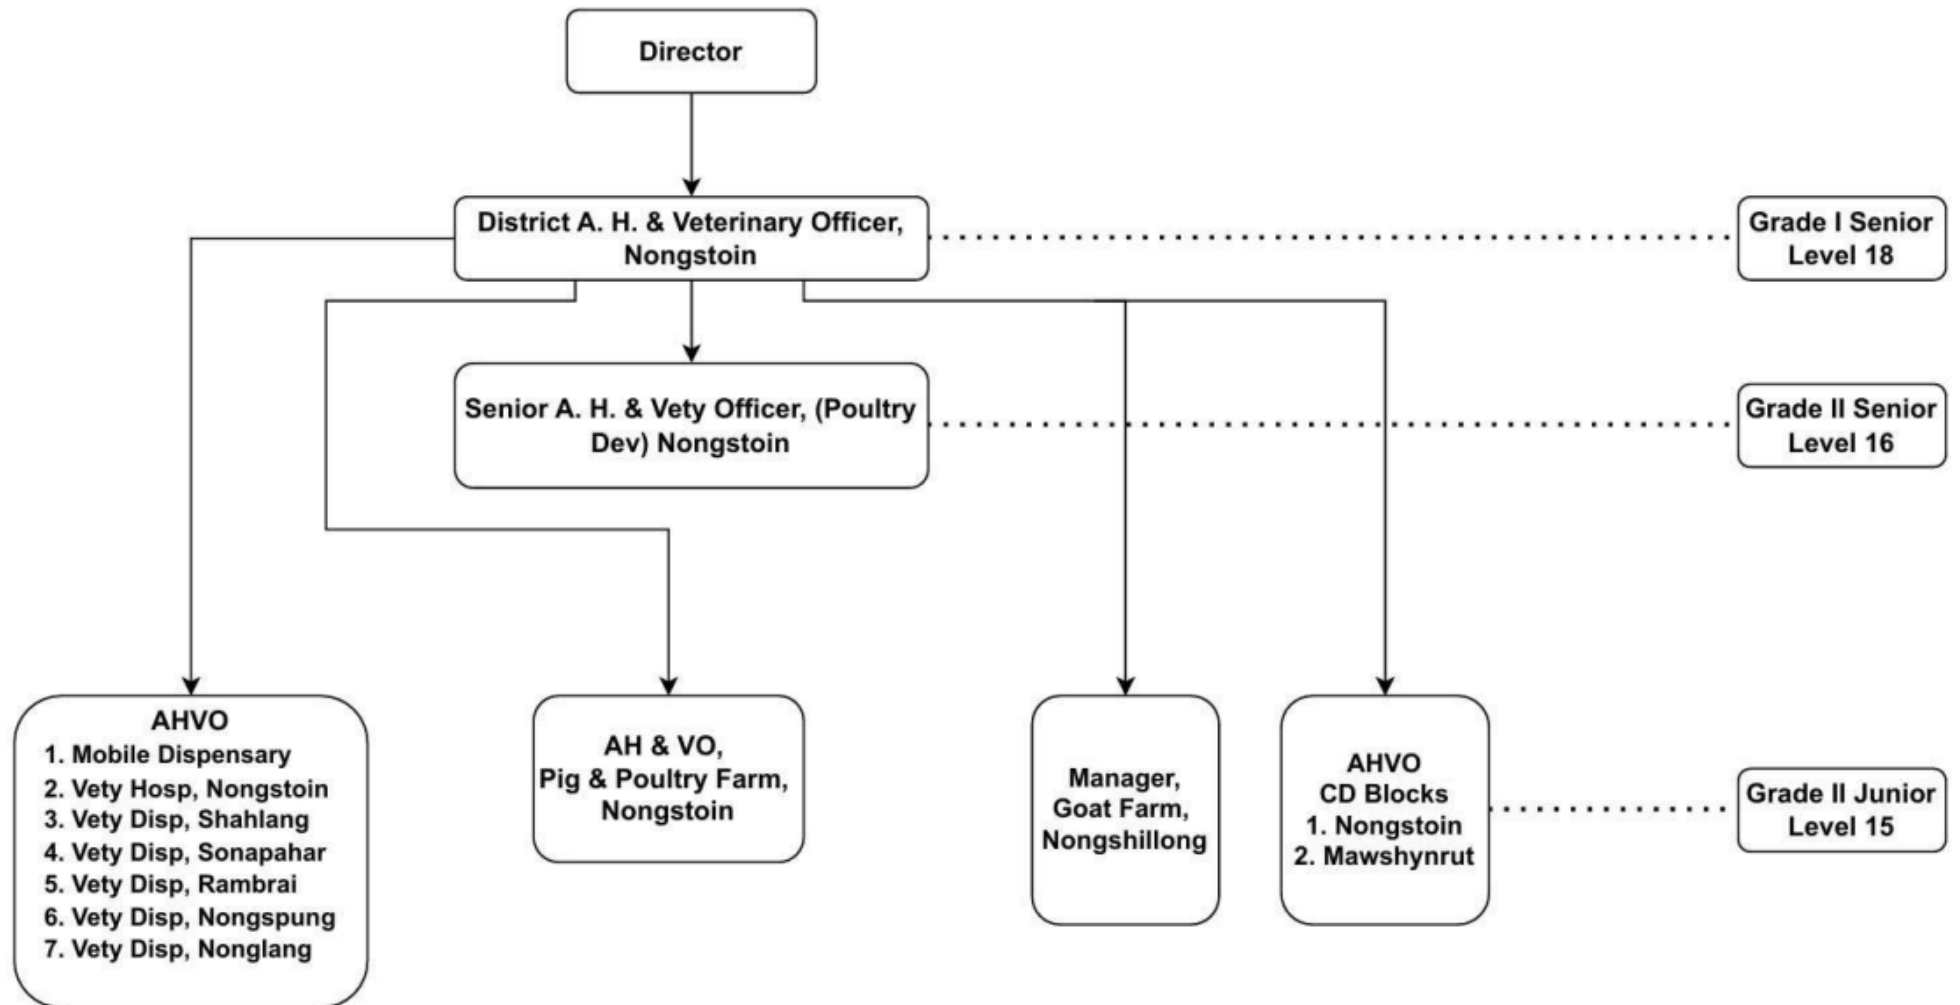 Director
District A. H. & Veterinary Officer,
Nongstoin
Grade I Senior
Level 18
Senior A. H. & Vety Officer, (Poultry
Dev) Nongstoin
Grade II Senior
Level 16
AHVO
1. Mobile Dispensary
2. Vety Hosp, Nongstoin
3. Vety Disp, Shahlang
4. Vety Disp, Sonapahar
5. Vety Disp, Rambrai
6. Vety Disp, Nongspung
7. Vety Disp, Nonglang
AH & VO,
Pig & Poultry Farm,
Nongstoin
Manager,
Goat Farm,
Nongshillong
AHVO
CD Blocks
1. Nongstoin
2. Mawshynrut
Grade II Junior
Level 15